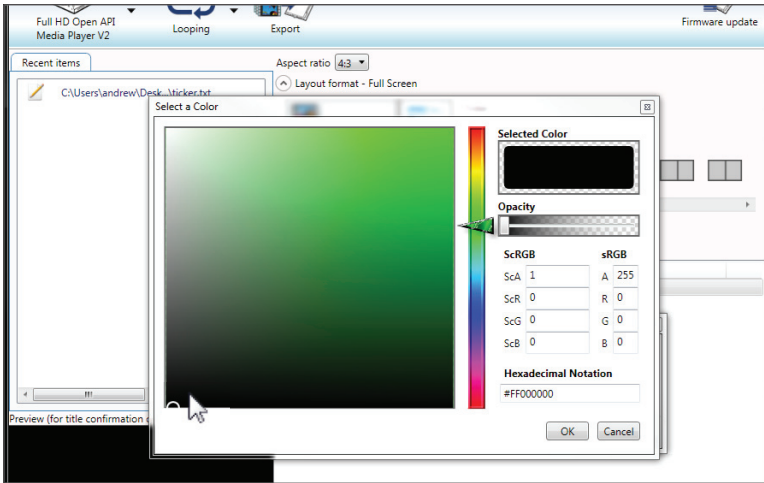 Full HD Open API
Media Player V2
Looping
Export
Firmware update
Recent items
Aspect ratio 4:3
Layout format - Full Screen
C:\Users\andrew\Desk...\ticker.txt
Select a Color
Selected Color
Opacity
ScRGB sRGB
ScA 1 A 255
ScR 0 R 0
ScG 0 G 0
ScB 0 B 0
Hexadecimal Notation
#FF000000
OK Cancel
Preview (for title confirmation